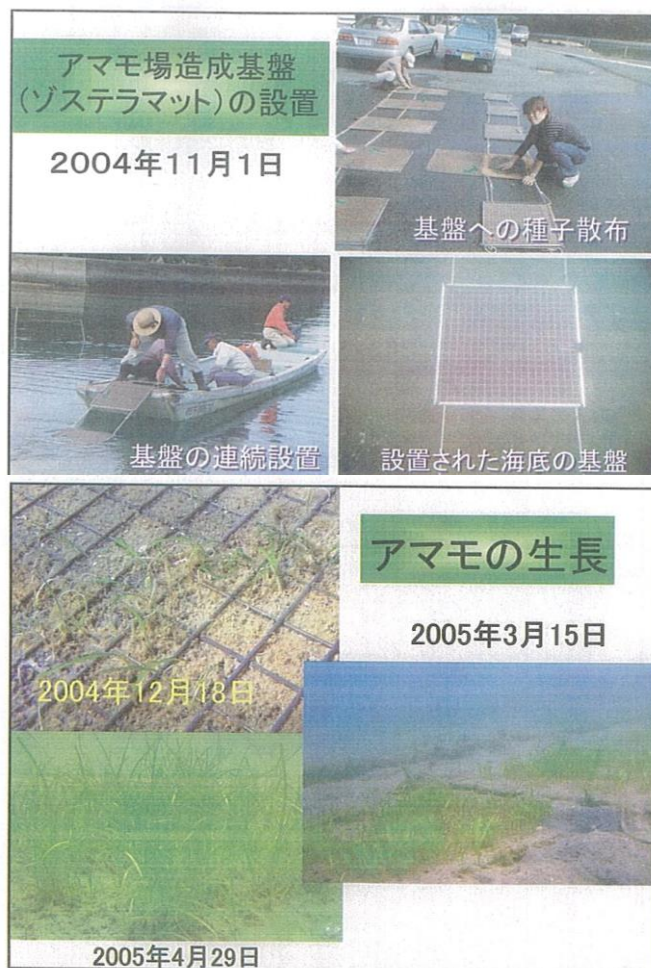 アマモ場造成基盤
(ゾステラマット)の設置
2004年11月1日
基盤への種子散布
基盤の連続設置
設置された海底の基盤
アマモの生長
2005年3月15日
2004年12月18日
2005年4月29日